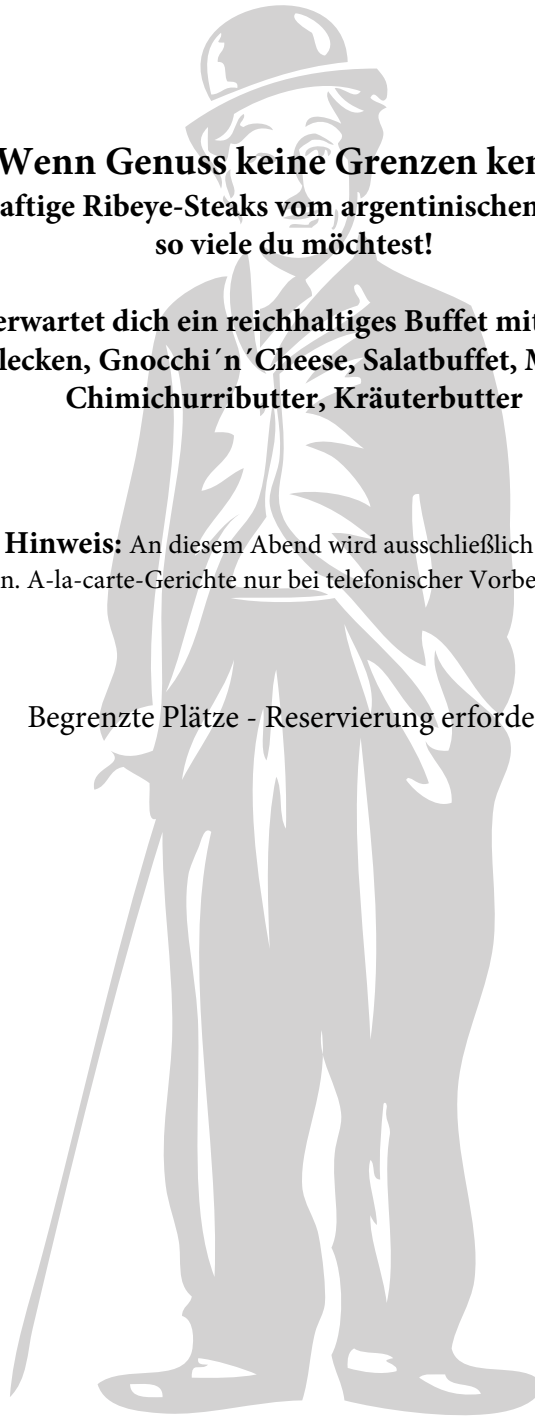 Wenn Genuss keine Grenzen ken
aftige Ribeye-Steaks vom argentinischen
so viele du möchtest!
erwartet dich ein reichhaltiges Buffet mit
lecken, Gnocchi´n´Cheese, Salatbuffet, M
Chimichurributter, Kräuterbutter
Hinweis: An diesem Abend wird ausschließlich
n. A-la-carte-Gerichte nur bei telefonischer Vorbe
Begrenzte Plätze - Reservierung erforde